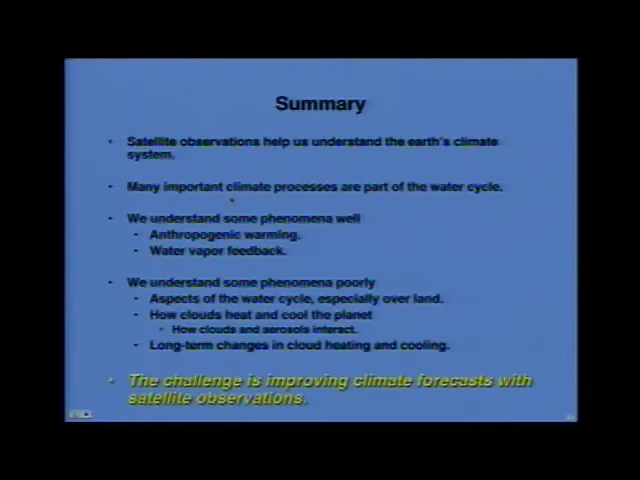 Summary
· Satellite observations help us understand the earth's climate
system.
· Many important climate processes are part of the water cycle.
· We understand some phenomena well
- Anthropogenic warming.
- Water vapor feedback.
· We understand some phenomena poorly
- Aspects of the water cycle, especially over land.
- How clouds heat and cool the planet
· How clouds and aerosols interact.
- Long-term changes in cloud heating and cooling.
· The challenge is improving climate forecasts with
satellite observations.